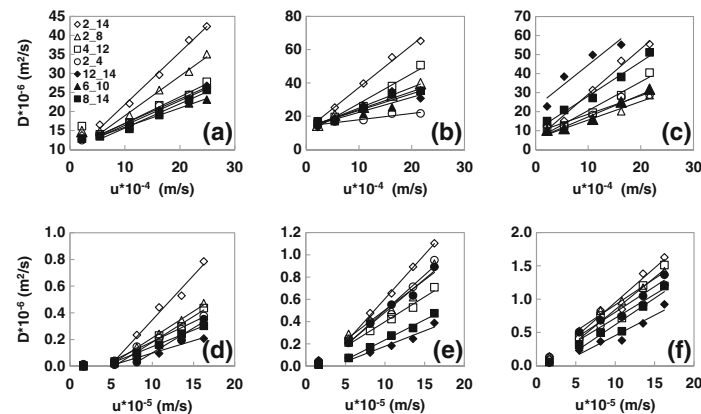 D*10-6 (m2/s)
45
40
35
30
25
20
15
10
2_14
2_8
4_12
2_4
12_14
6_10
8_14
(a)
0 10 20 30
u*10-4 (m/s)
80
60
40
20
0
(b)
0 10 20 30
u*10-4 (m/s)
70
60
50
40
30
20
10
0
(c)
0 10 20 30
u*10-4 (m/s)
D*10-6 (m2/s)
1.0
0.8
0.6
0.4
0.2
0.0
(d)
0 5 10 15 20
u*10-5 (m/s)
1.2
1.0
0.8
0.6
0.4
0.2
0.0
(e)
0 5 10 15 20
u*10-5 (m/s)
2.0
1.5
1.0
0.5
0.0
(f)
0 5 10 15 20
u*10-5 (m/s)